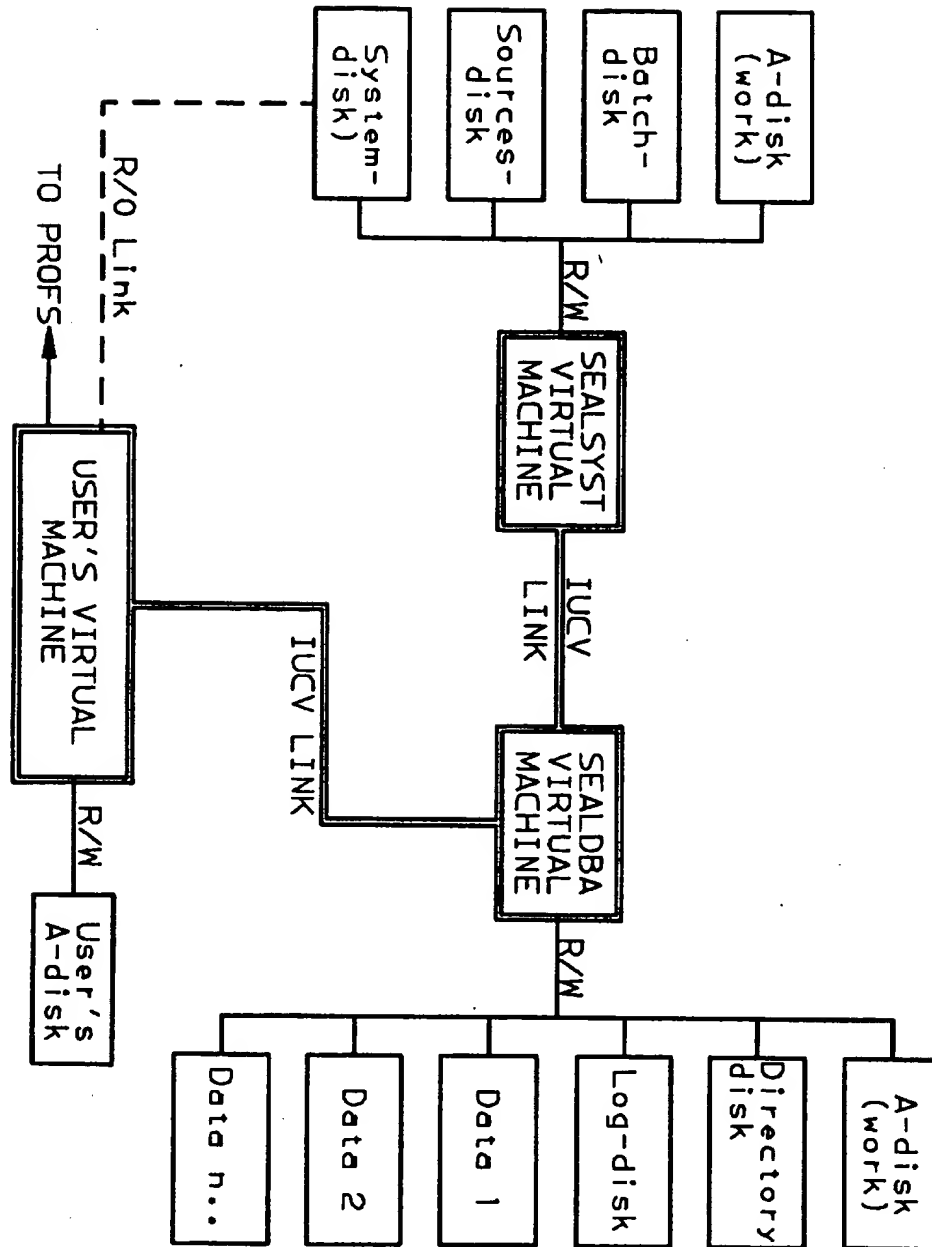 A-disk
(work)
Batch-
disk
Sources-
disk
System-
disk)
R/W
SEALSYST
VIRTUAL
MACHINE
IUCV
LINK
SEALDBA
VIRTUAL
MACHINE
R/W
A-disk
(work)
Directory
disk
Log-disk
Data 1
Data 2
Data n..
R/O Link
TO PROFS
IUCV LINK
USER'S VIRTUAL
MACHINE
R/W
User's
A-disk